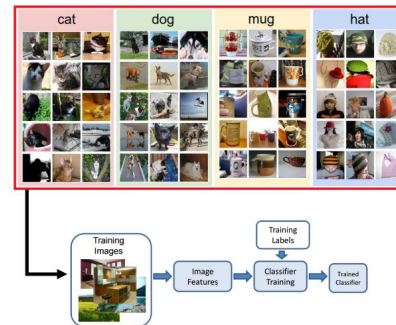 cat
dog
mug
hat
Training
Images
Training
Labels
Image
Features
Classifier
Training
Trained
Classifier